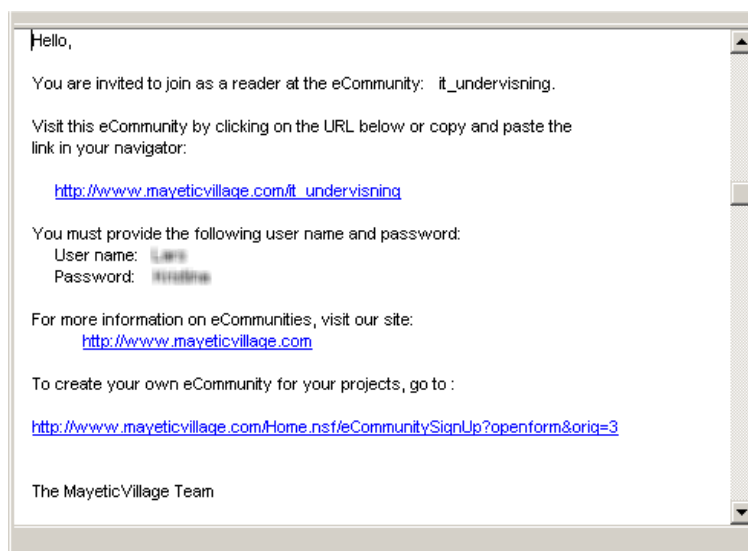 Hello,
You are invited to join as a reader at the eCommunity: it_undervisning.
Visit this eCommunity by clicking on the URL below or copy and paste the
link in your navigator:
http://www.mayeticvillage.com/it_undervisning
You must provide the following user name and password:
User name:
Password:
For more information on eCommunities, visit our site:
http://www.mayeticvillage.com
To create your own eCommunity for your projects, go to :
http://www.mayeticvillage.com/Home.nsf/eCommunitySignUp?openform&orig=3
The MayeticVillage Team